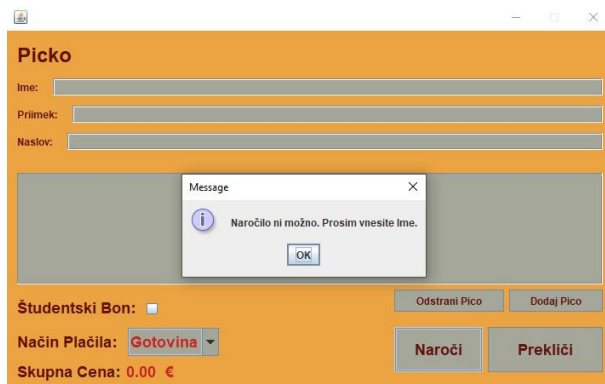 Picko
Ime:
Priimek:
Naslov:
Message
Naročilo ni možno. Prosim vnesite Ime.
OK
Študentski Bon:
Odstrani Pico
Dodaj Pico
Način Plačila: Gotovina
Naroči
Prekliči
Skupna Cena: 0.00 €